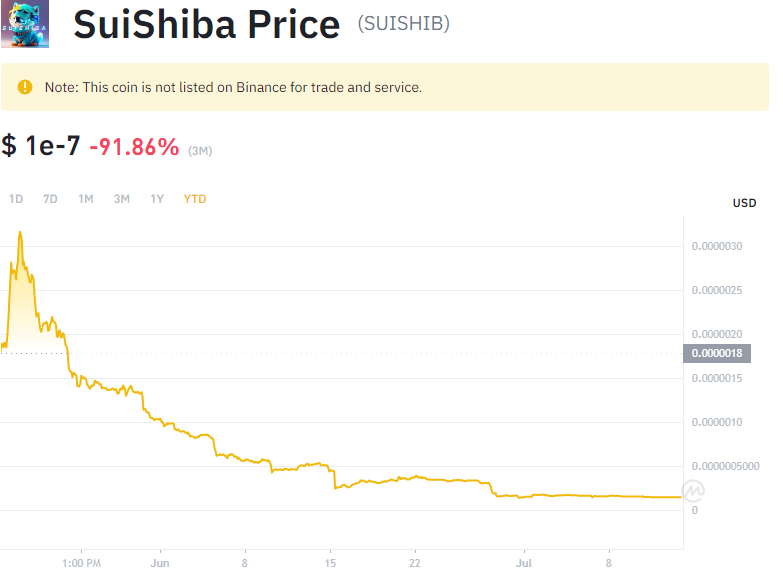 SUISHIBA
SuiShiba Price (SUISHIB)
Note: This coin is not listed on Binance for trade and service.
$ 1e-7 -91.86% (3M)
1D 7D 1M 3M 1Y YTD
USD
0.0000030
0.0000025
0.0000020
0.0000018
0.0000015
0.0000010
0.0000005000
0
1:00 PM Jun 8 15 22 Jul 8